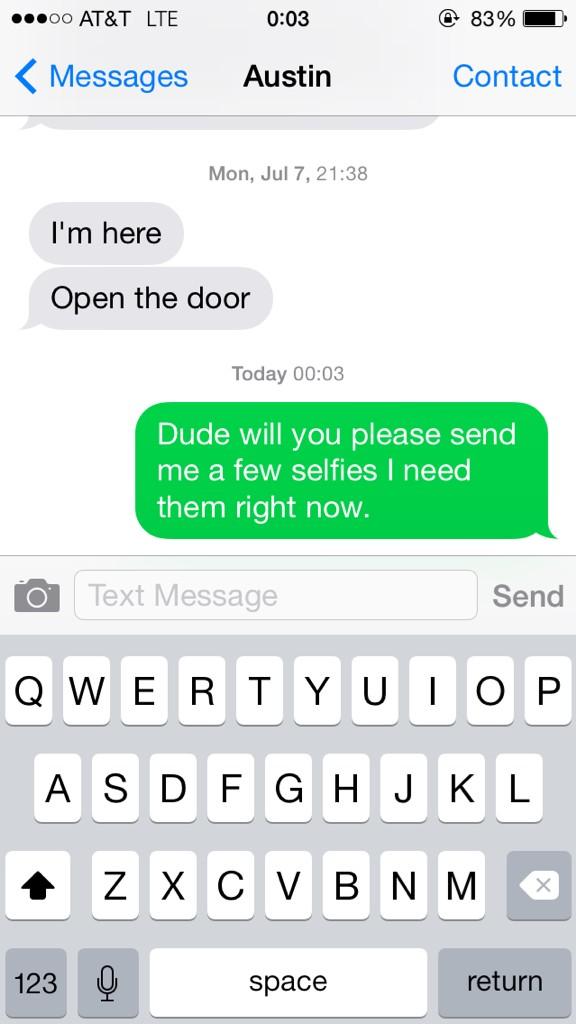 AT&T LTE 0:03 83%
Messages Austin Contact
Mon, Jul 7, 21:38
I'm here
Open the door
Today 00:03
Dude will you please send
me a few selfies I need
them right now.
Text Message Send
Q W E R T Y U I O P
A S D F G H J K L
Z X C V B N M
123 space return